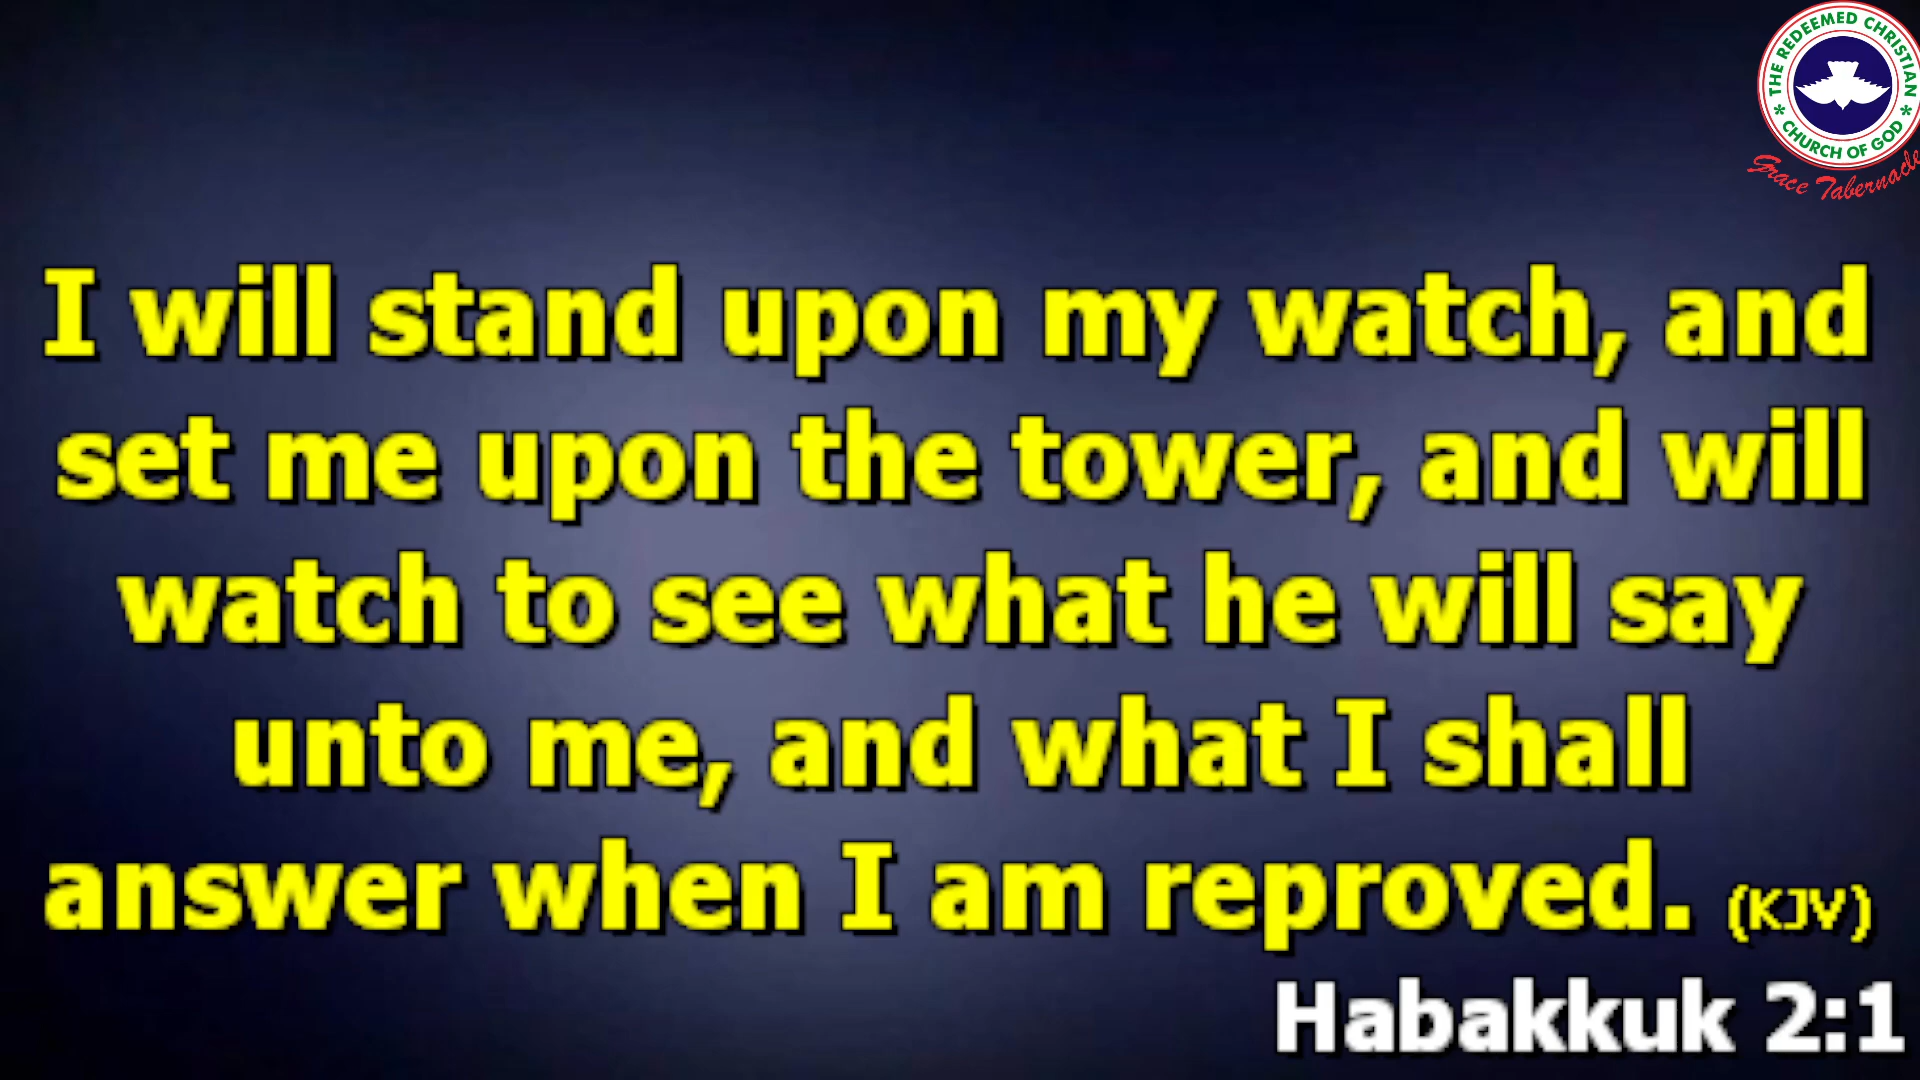 THE REDEEMED CHRISTIAN
* CHURCH OF GOD *
Grace Tabernacle
I will stand upon my watch, and
set me upon the tower, and will
watch to see what he will say
unto me, and what I shall
answer when I am reproved. (KJV)
Habakkuk 2:1